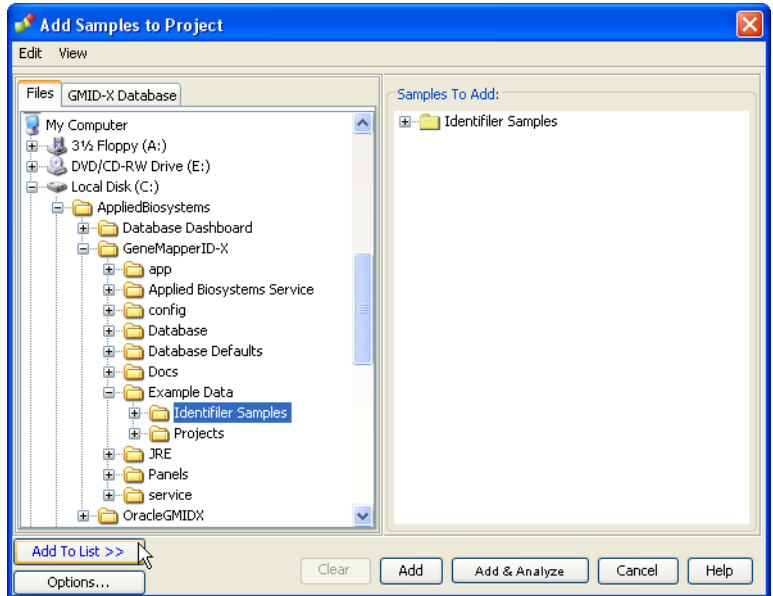 Add Samples to Project
Edit View
Files GMID-X Database
My Computer
3½ Floppy (A:)
DVD/CD-RW Drive (E:)
Local Disk (C:)
AppliedBiosystems
Database Dashboard
GeneMapperID-X
app
Applied Biosystems Service
config
Database
Database Defaults
Docs
Example Data
Identifiler Samples
Projects
JRE
Panels
service
OracleGMIDX
Samples To Add:
Identifiler Samples
Add To List >>
Options...
Clear Add Add & Analyze Cancel Help